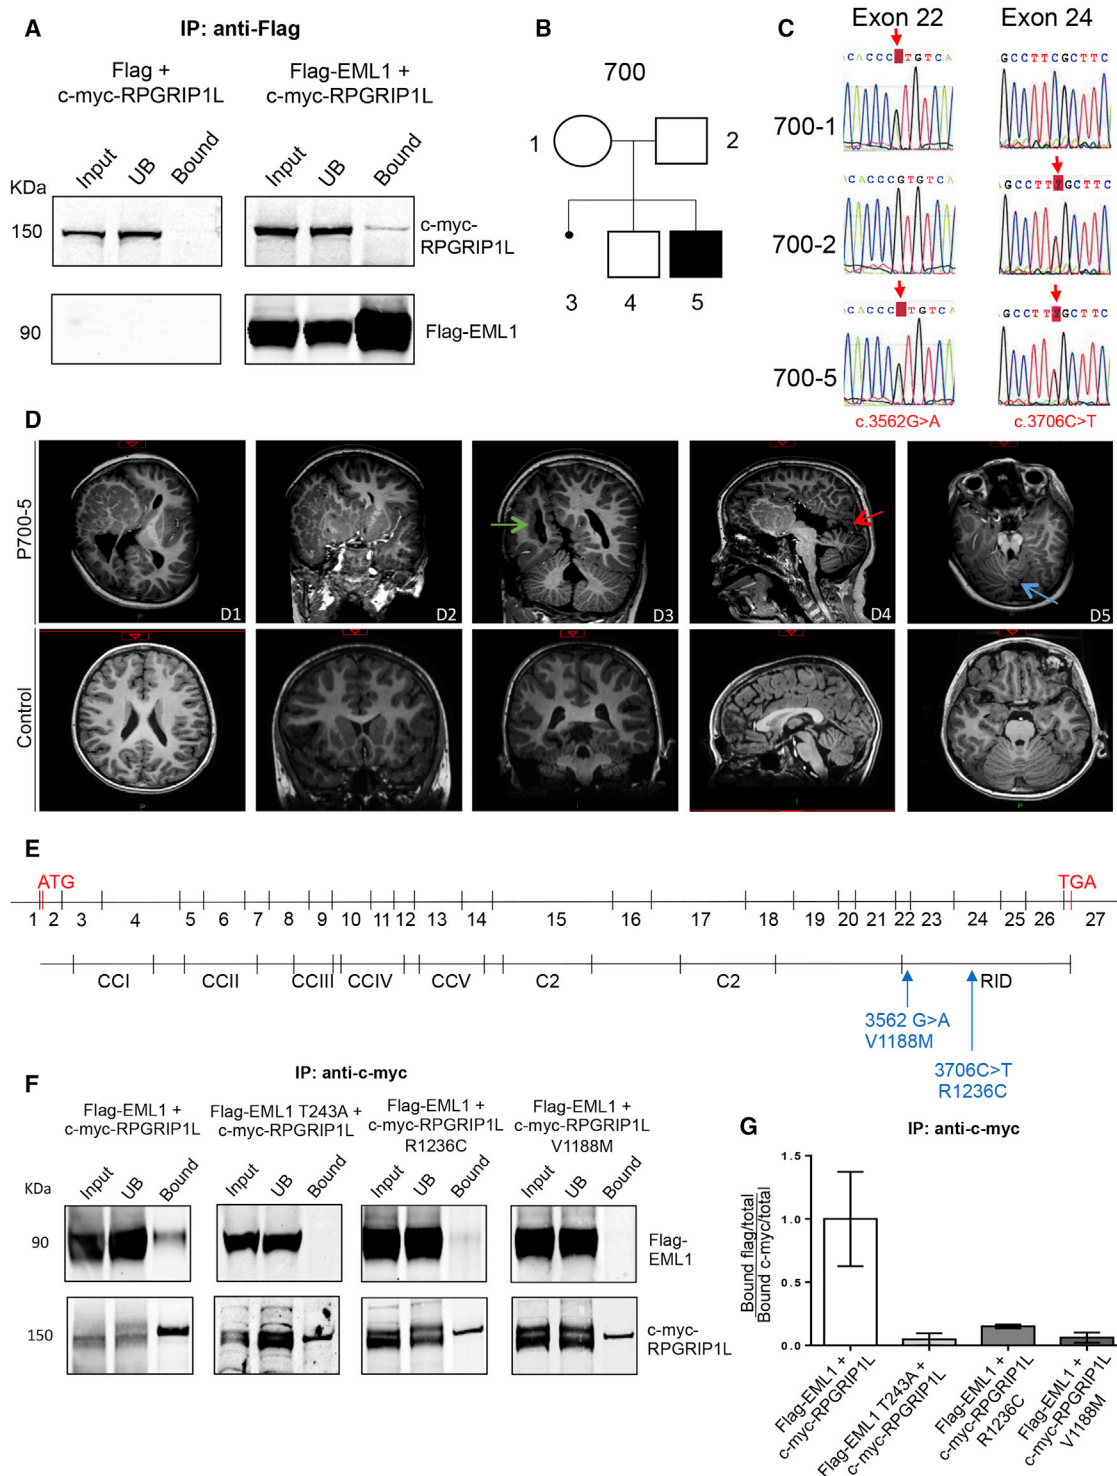 A
IP: anti-Flag
Flag +
c-myc-RPGRIP1L
Flag-EML1 +
c-myc-RPGRIP1L
Input
UB
Bound
Input
UB
Bound
KDa
150
c-myc-
RPGRIP1L
90
Flag-EML1
B
700
1
2
3
4
5
C
Exon 22
Exon 24
CACCC TGTCA
GCCTTCGCTTC
700-1
CACCCGTGTCA
GCCTTYGCTTC
700-2
CACCC TGTCA
GCCTTYGCTTC
700-5
c.3562G>A
c.3706C>T
D
P700-5
D1
D2
D3
D4
D5
P
P
Control
P
I
I
I
P
E
ATG
TGA
1 2 3 4 5 6 7 8 9 10 11 12 13 14 15 16 17 18 19 20 21 22 23 24 25 26 27
CCI CCII CCIII CCIV CCV C2 C2 RID
3562 G>A
V1188M
3706C>T
R1236C
F
IP: anti-c-myc
Flag-EML1 +
c-myc-RPGRIP1L
Flag-EML1 T243A +
c-myc-RPGRIP1L
Flag-EML1 +
c-myc-RPGRIP1L
R1236C
Flag-EML1 +
c-myc-RPGRIP1L
V1188M
Input
UB
Bound
Input
UB
Bound
Input
UB
Bound
Input
UB
Bound
KDa
90
Flag-
EML1
150
c-myc-
RPGRIP1L
G
IP: anti-c-myc
Bound flag/total
Bound c-myc/total
1.5
1.0
0.5
0.0
Flag-EML1 +
c-myc-RPGRIP1L
Flag-EML1 T243A +
c-myc-RPGRIP1L
Flag-EML1 +
c-myc-RPGRIP1L
R1236C
Flag-EML1 +
c-myc-RPGRIP1L
V1188M